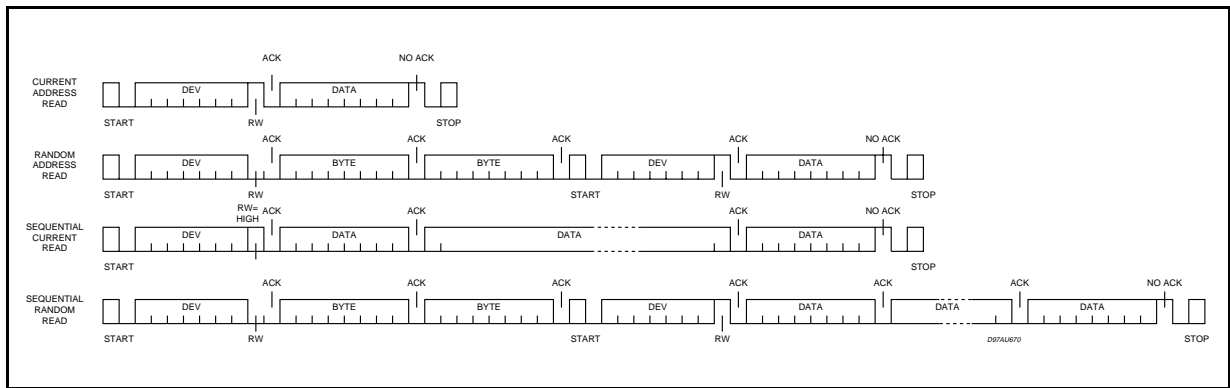 ACK NO ACK
CURRENT
ADDRESS
READ
DEV DATA
START RW STOP
ACK ACK ACK ACK NO ACK
RANDOM
ADDRESS
READ
DEV BYTE BYTE DEV DATA
START RW START RW STOP
RW=
HIGH
ACK ACK ACK NO ACK
SEQUENTIAL
CURRENT
READ
DEV DATA DATA DATA
START STOP
ACK ACK ACK ACK ACK ACK NO ACK
SEQUENTIAL
RANDOM
READ
DEV BYTE BYTE DEV DATA DATA DATA
START RW START RW D97AU670 STOP